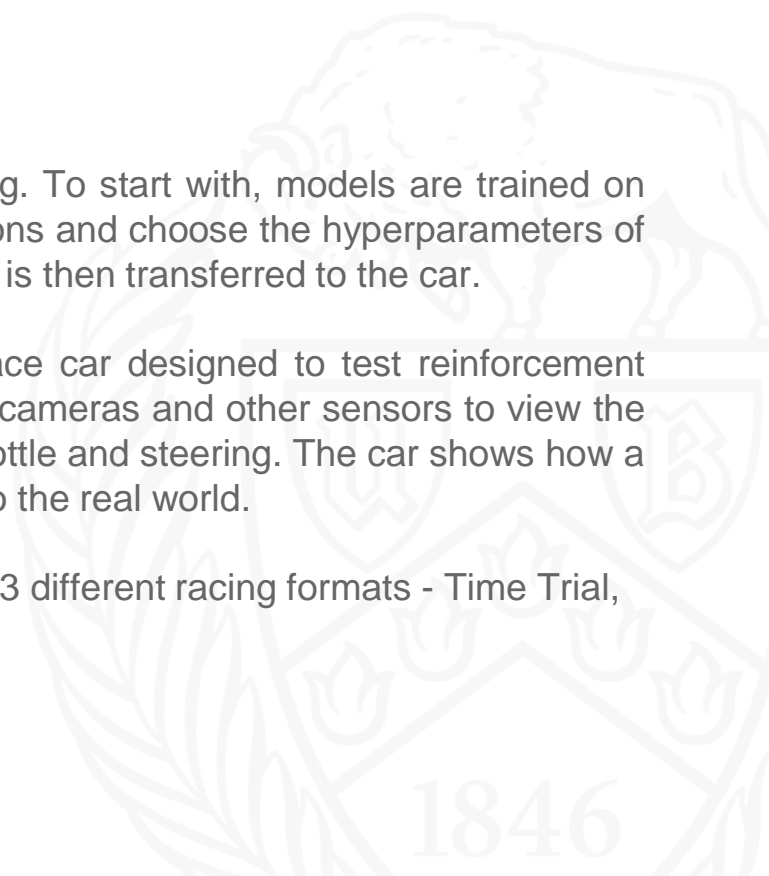 g. To start with, models are trained on
ons and choose the hyperparameters of
is then transferred to the car.
ace car designed to test reinforcement
cameras and other sensors to view the
ottle and steering. The car shows how a
o the real world.
3 different racing formats - Time Trial,
U B
1846